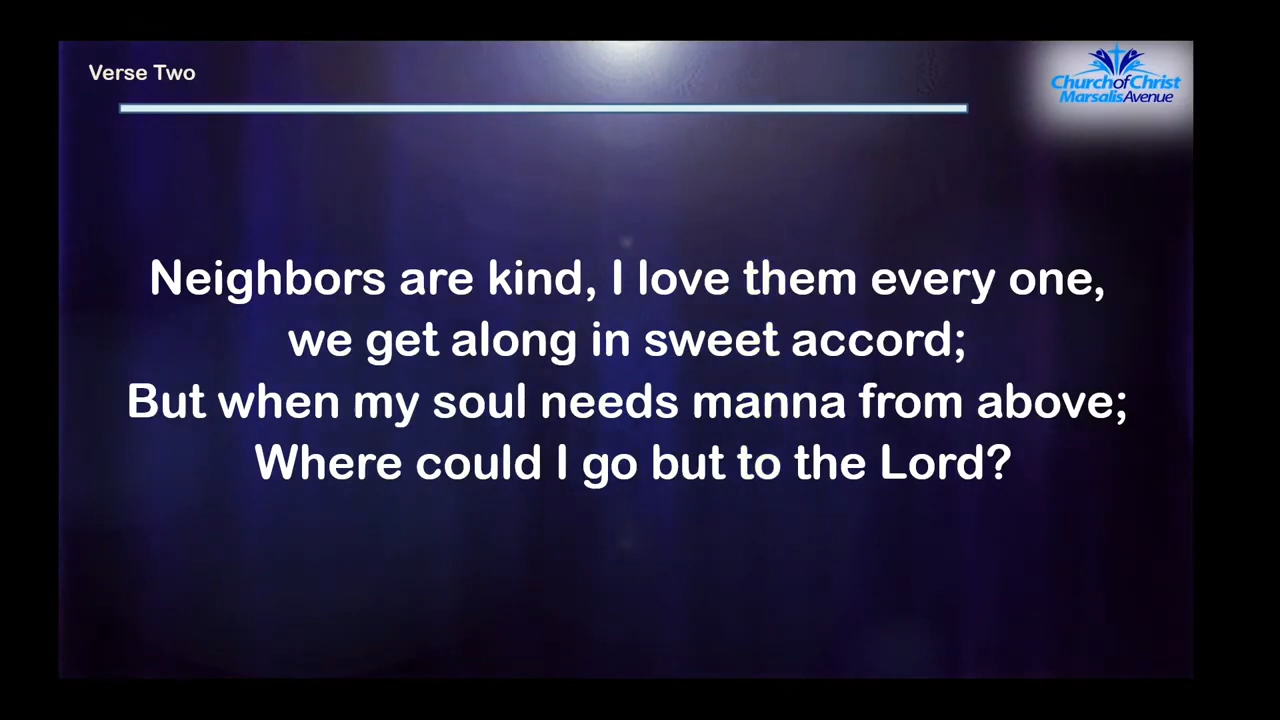 Verse Two
Church of Christ
Marsalis Avenue
Neighbors are kind, I love them every one,
we get along in sweet accord;
But when my soul needs manna from above;
Where could I go but to the Lord?